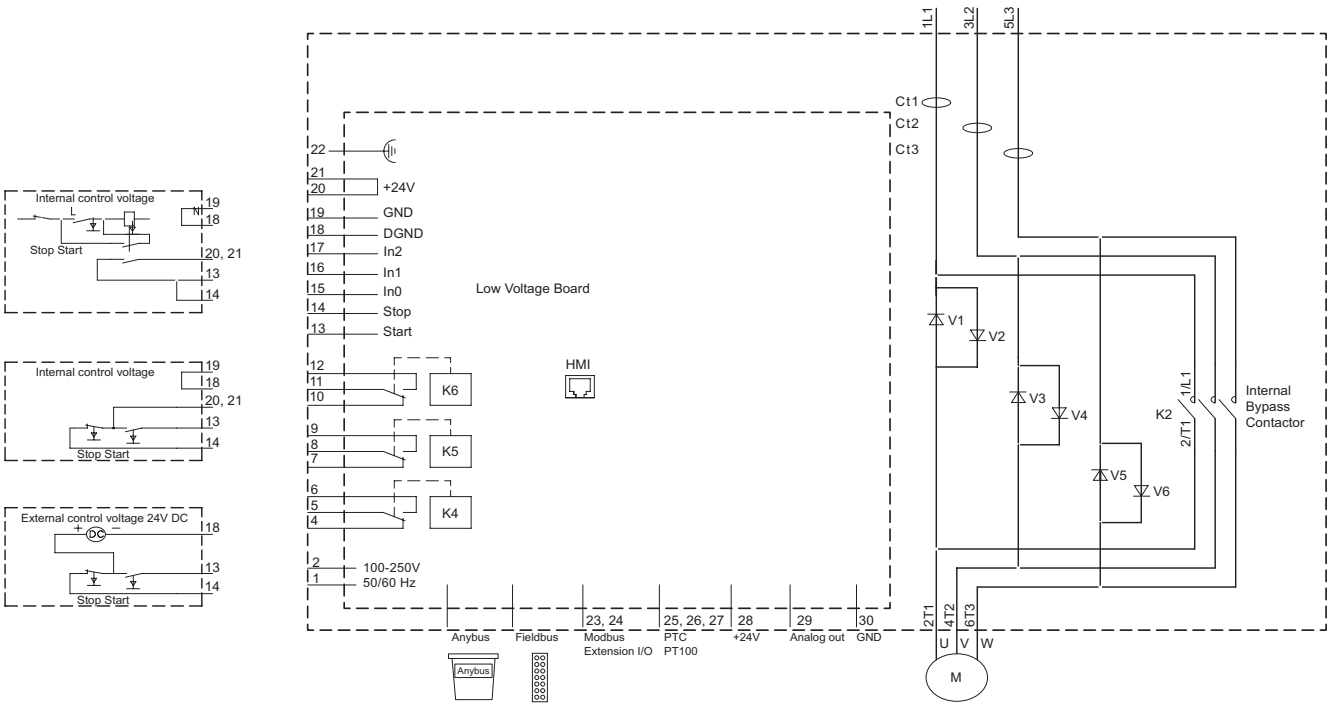 1L1
3L2
5L3
Ct1
Ct2
Ct3
22
21
20
+24V
19
GND
18
DGND
17
In2
16
In1
15
In0
14
Stop
13
Start
Low Voltage Board
HMI
12
11
10
K6
9
8
7
K5
6
5
4
K4
2
100-250V
1
50/60 Hz
Internal control voltage
L
N
19
18
Stop Start
20, 21
13
14
Internal control voltage
19
18
20, 21
13
14
Stop Start
External control voltage 24V DC
+
DC
−
18
13
14
Stop Start
V1
V2
V3
V4
V5
V6
K2
1/L1
2/T1
Internal
Bypass
Contactor
23, 24
25, 26, 27
28
29
30
Anybus
Fieldbus
Modbus
Extension I/O
PTC
PT100
+24V
Analog out
GND
Anybus
2T1
4T2
6T3
U
V
W
M